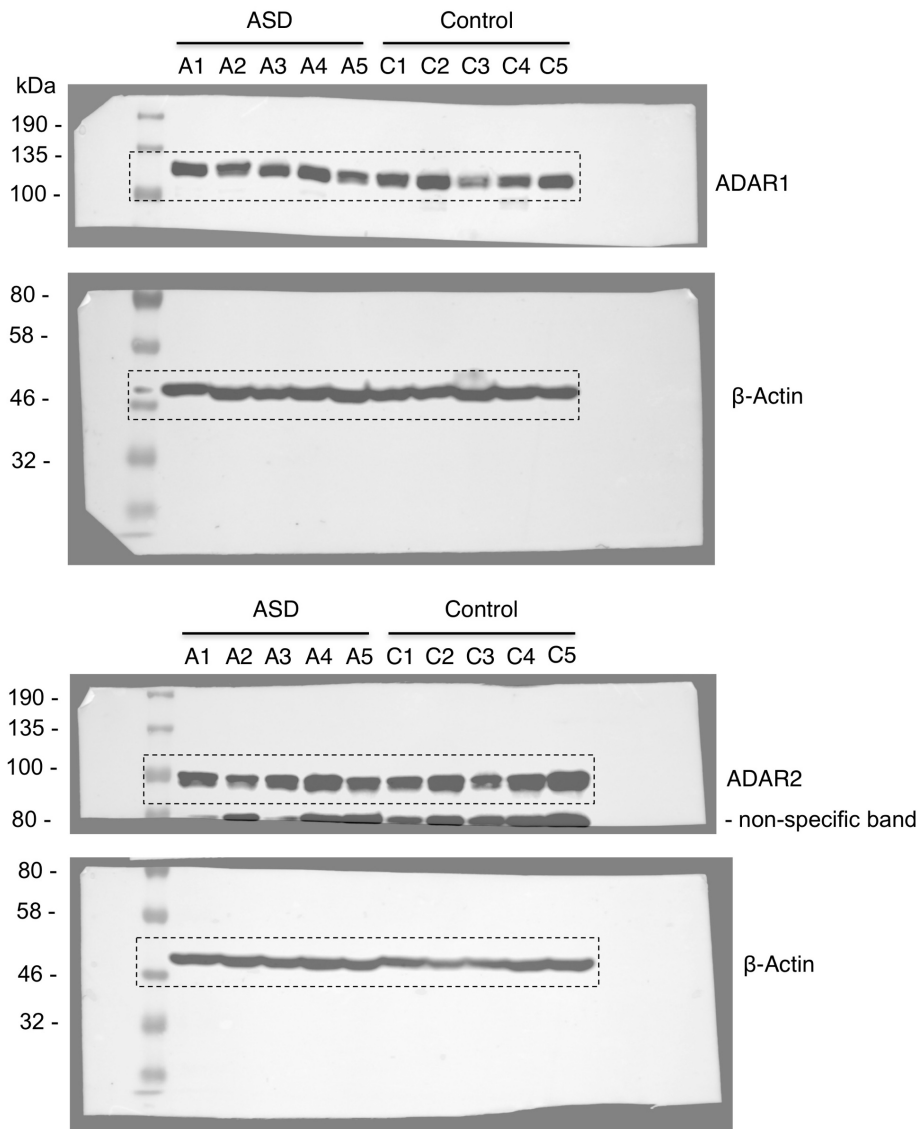 ASD Control
A1 A2 A3 A4 A5 C1 C2 C3 C4 C5
kDa
190 -
135 -
100 -
ADAR1
80 -
58 -
46 -
32 -
β-Actin
ASD Control
A1 A2 A3 A4 A5 C1 C2 C3 C4 C5
190 -
135 -
100 -
80 -
ADAR2
- non-specific band
80 -
58 -
46 -
32 -
β-Actin